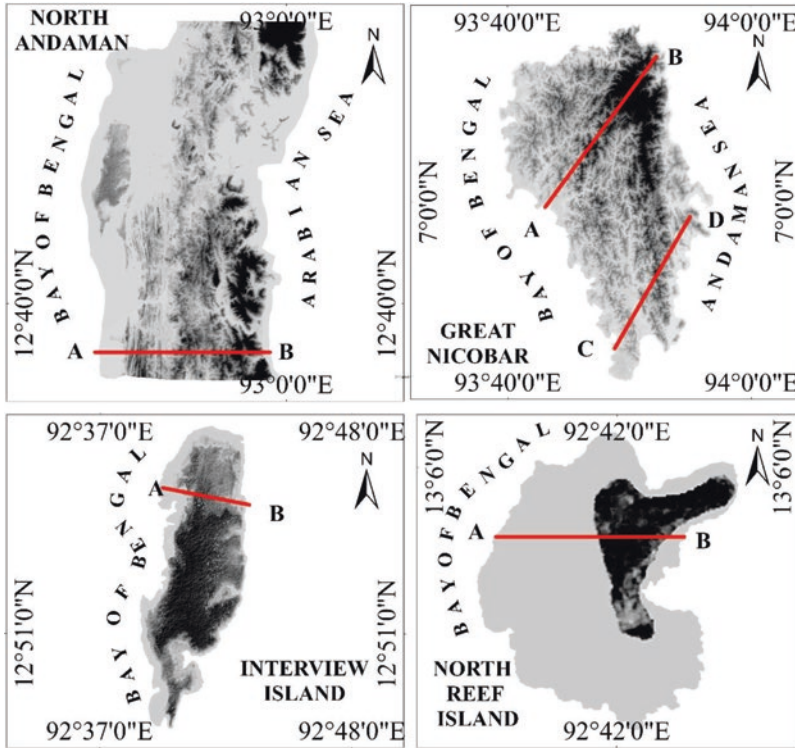 NORTH
ANDAMAN
93°0'0"E
N
BAY OF BENGAL
ARABIAN SEA
12°40'0"N
12°40'0"N
A
B
93°0'0"E
93°40'0"E
94°0'0"E
N
BAY OF BENGAL
ANDAMAN SEA
7°0'0"N
7°0'0"N
B
A
D
C
GREAT
NICOBAR
93°40'0"E
94°0'0"E
92°37'0"E
92°48'0"E
N
BAY OF BENGAL
A
B
12°51'0"N
12°51'0"N
INTERVIEW
ISLAND
92°37'0"E
92°48'0"E
92°42'0"E
N
BAY OF BENGAL
13°6'0"N
13°6'0"N
A
B
NORTH
REEF
ISLAND
92°42'0"E